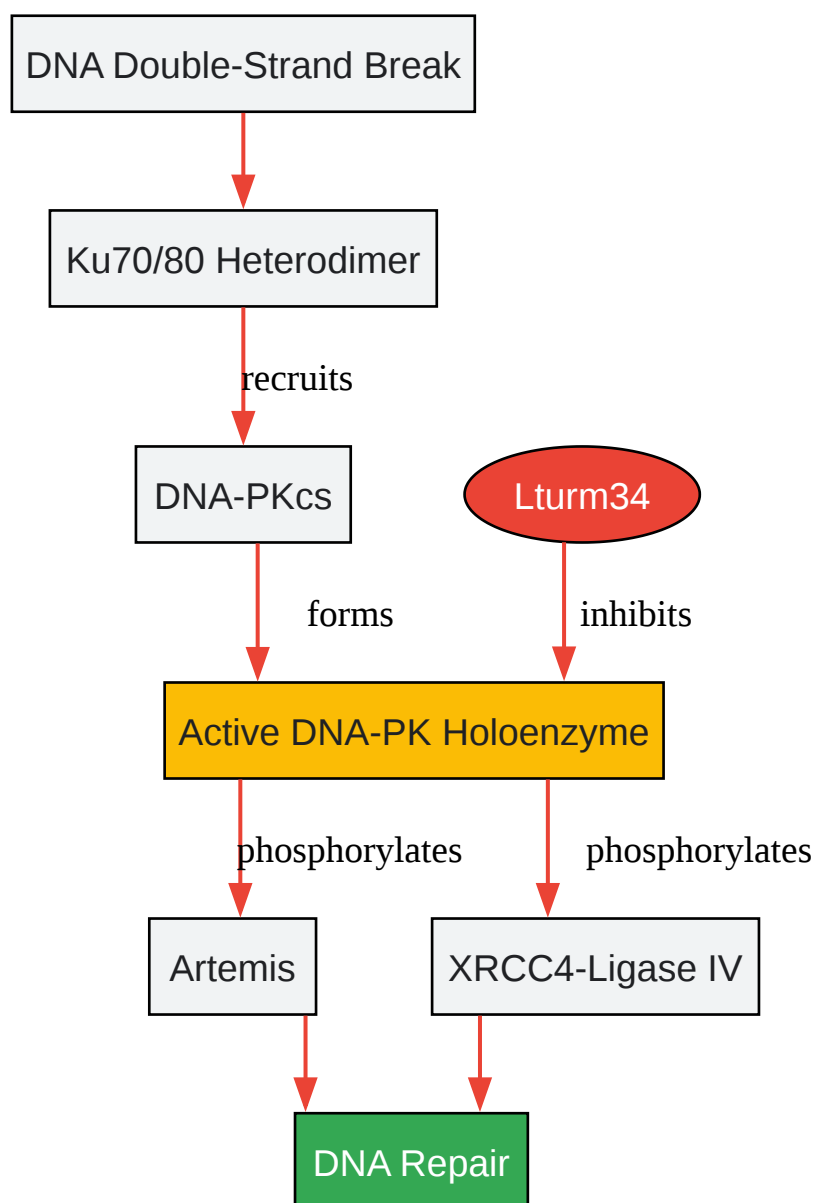 DNA Double-Strand Break
Ku70/80 Heterodimer
recruits
DNA-PKcs
Lturm34
forms
inhibits
Active DNA-PK Holoenzyme
phosphorylates
phosphorylates
Artemis
XRCC4-Ligase IV
DNA Repair